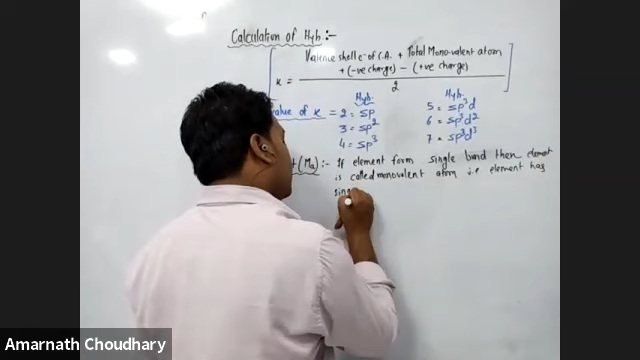 Calculation of Hyb:-
Valence shell e⁻ of C.A. + Total Mono-valent atom
+ (-ve charge) - (+ve charge)
x =
2
Hyb. Hyb.
value of x = 2 = sp 5 = sp³d
3 = sp² 6 = sp³d²
4 = sp³ 7 = sp³d³
(Ma) :- If element form single bond then element
is called monovalent atom i.e element has
sing
Amarnath Choudhary